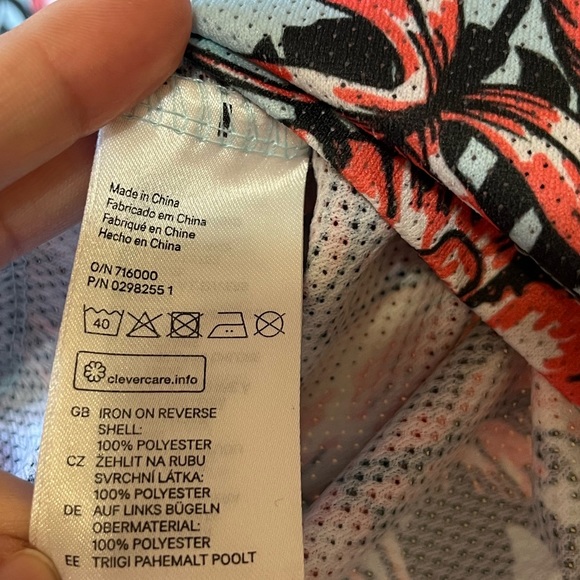 Made in China
Fabricado em China
Fabriqué en Chine
Hecho en China
O/N 716000
P/N 0298255 1
40
clevercare.info
GB IRON ON REVERSE
SHELL:
100% POLYESTER
CZ ŽEHLIT NA RUBU
SVRCHNÍ LÁTKA:
100% POLYESTER
DE AUF LINKS BÜGELN
OBERMATERIAL:
100% POLYESTER
EE TRIIGI PAHEMALT POOLT